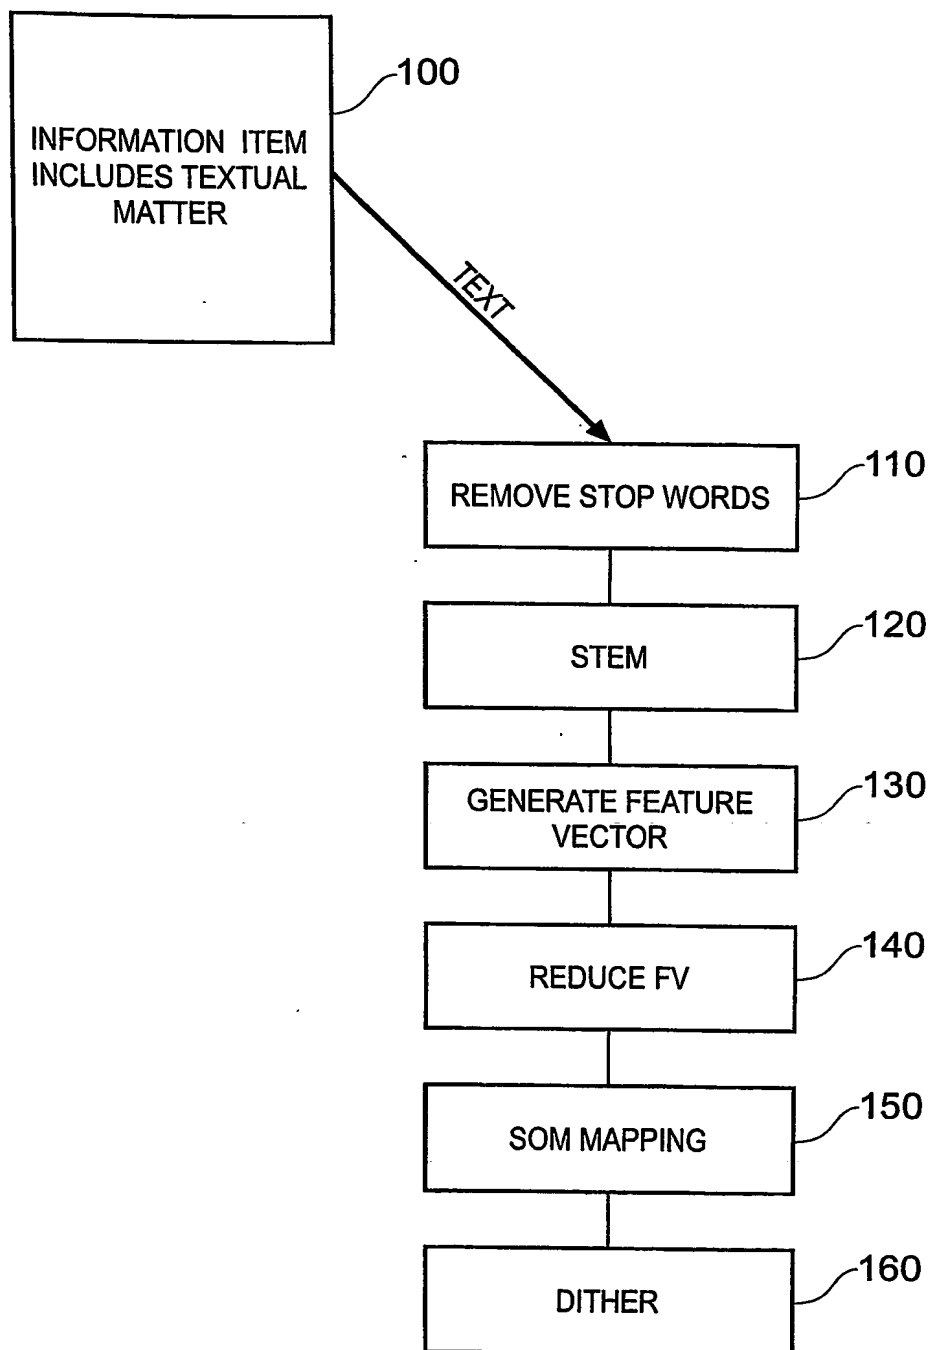 100
INFORMATION ITEM
INCLUDES TEXTUAL
MATTER
TEXT
110
REMOVE STOP WORDS
120
STEM
130
GENERATE FEATURE
VECTOR
140
REDUCE FV
150
SOM MAPPING
160
DITHER